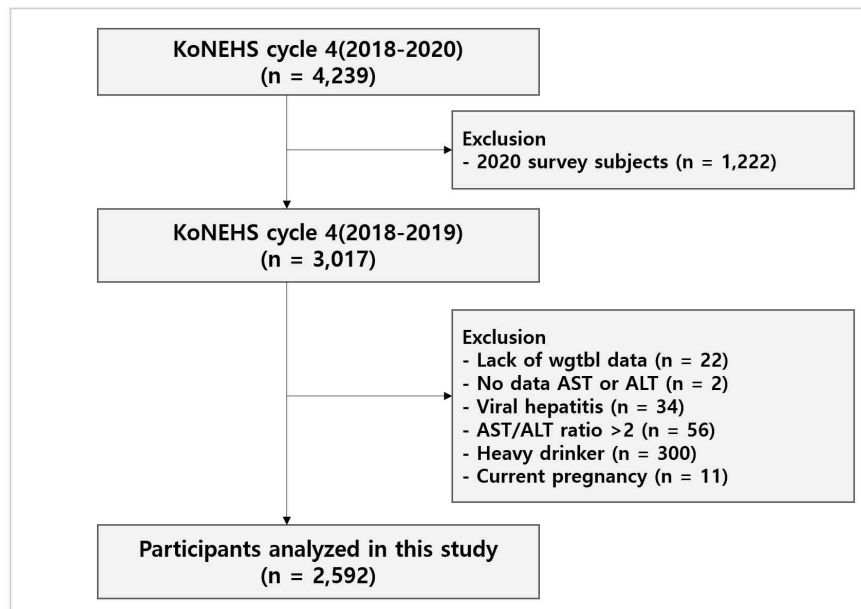 KoNEHS cycle 4(2018-2020)
(n = 4,239)
Exclusion
- 2020 survey subjects (n = 1,222)
KoNEHS cycle 4(2018-2019)
(n = 3,017)
Exclusion
- Lack of wgtbl data (n = 22)
- No data AST or ALT (n = 2)
- Viral hepatitis (n = 34)
- AST/ALT ratio >2 (n = 56)
- Heavy drinker (n = 300)
- Current pregnancy (n = 11)
Participants analyzed in this study
(n = 2,592)